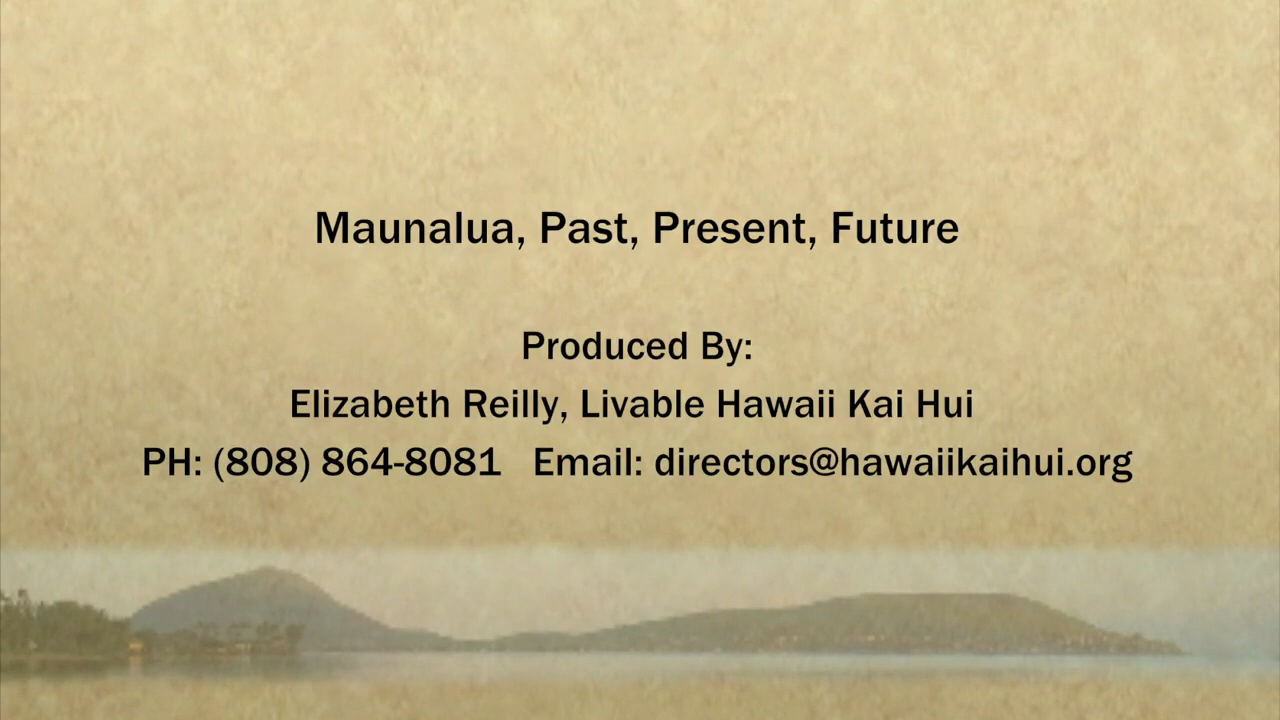 Maunalua, Past, Present, Future
Produced By:
Elizabeth Reilly, Livable Hawaii Kai Hui
PH: (808) 864-8081 Email: directors@hawaiikaihui.org